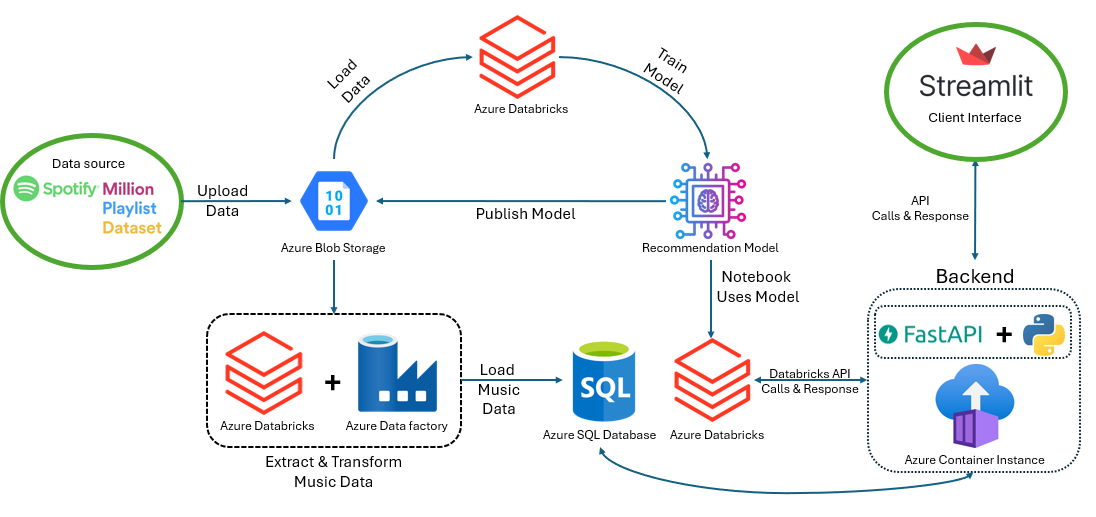 Load
Data
Azure Databricks
Train
Model
Streamlit
Client Interface
Data source
Spotify Million
Playlist
Dataset
Upload
Data
10
01
Azure Blob Storage
Publish Model
Recommendation Model
API
Calls & Response
Notebook
Uses Model
Backend
FastAPI +
+
Azure Databricks
Azure Data factory
Extract & Transform
Music Data
Load
Music
Data
SQL
Azure SQL Database
Azure Databricks
Databricks API
Calls & Response
Azure Container Instance